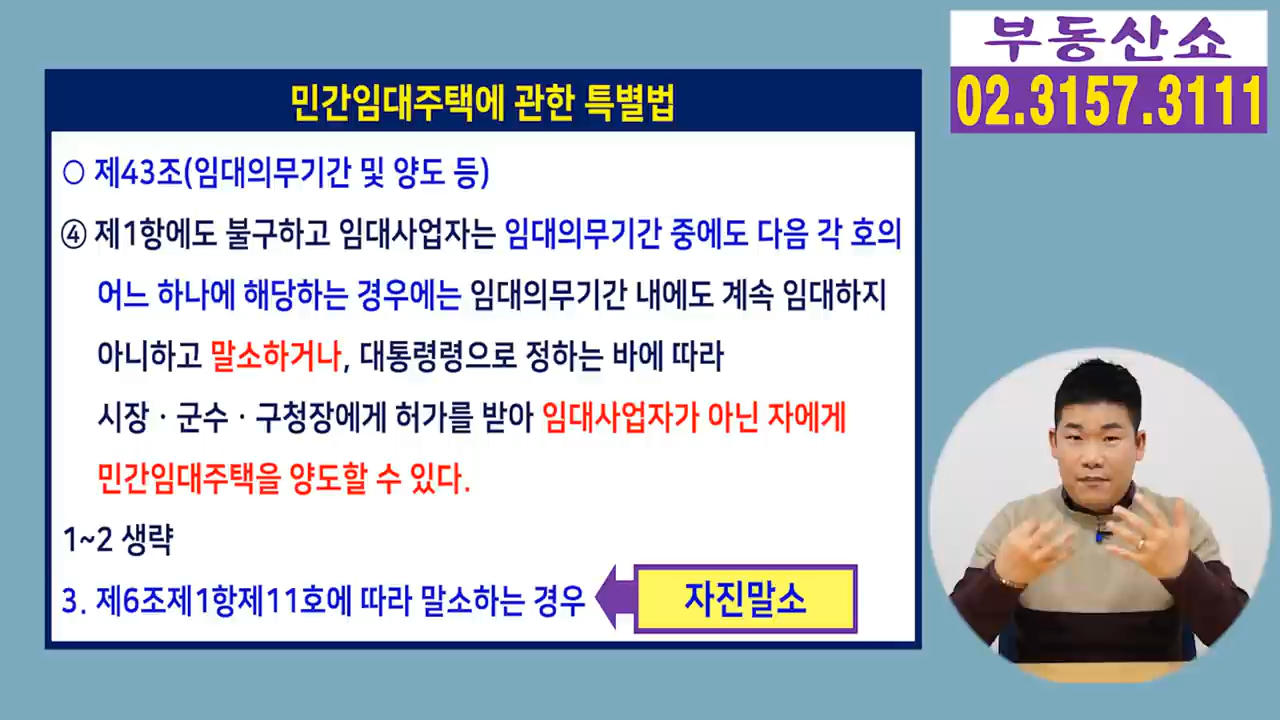 부동산쇼
02.3157.3111
민간임대주택에 관한 특별법
○ 제43조(임대의무기간 및 양도 등)
④ 제1항에도 불구하고 임대사업자는 임대의무기간 중에도 다음 각 호의
어느 하나에 해당하는 경우에는 임대의무기간 내에도 계속 임대하지
아니하고 말소하거나, 대통령령으로 정하는 바에 따라
시장 · 군수 · 구청장에게 허가를 받아 임대사업자가 아닌 자에게
민간임대주택을 양도할 수 있다.
1~2 생략
3. 제6조제1항제11호에 따라 말소하는 경우
자진말소